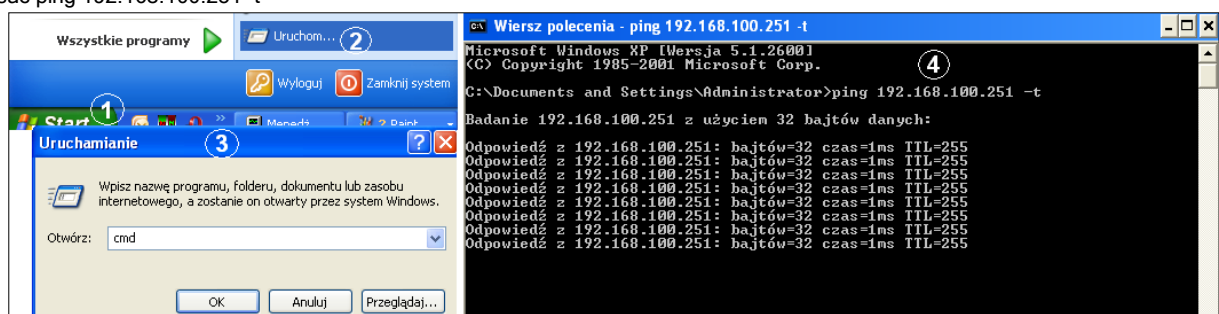 ping 192.168.100.251 -t
Wszystkie programy
Uruchom...
2
Wyloguj
Zamknij system
1
Start
»
Menedż
2 Paint
Uruchamianie
3
Wpisz nazwę programu, folderu, dokumentu lub zasobu
internetowego, a zostanie on otwarty przez system Windows.
Otwórz:
cmd
OK
Anuluj
Przeglądaj...
Wiersz polecenia - ping 192.168.100.251 -t
Microsoft Windows XP [Wersja 5.1.2600]
(C) Copyright 1985-2001 Microsoft Corp.
4
C:\Documents and Settings\Administrator>ping 192.168.100.251 -t
Badanie 192.168.100.251 z użyciem 32 bajtów danych:
Odpowiedź z 192.168.100.251: bajtów=32 czas=1ms TTL=255
Odpowiedź z 192.168.100.251: bajtów=32 czas=1ms TTL=255
Odpowiedź z 192.168.100.251: bajtów=32 czas=1ms TTL=255
Odpowiedź z 192.168.100.251: bajtów=32 czas=1ms TTL=255
Odpowiedź z 192.168.100.251: bajtów=32 czas=1ms TTL=255
Odpowiedź z 192.168.100.251: bajtów=32 czas=1ms TTL=255
Odpowiedź z 192.168.100.251: bajtów=32 czas=1ms TTL=255
Odpowiedź z 192.168.100.251: bajtów=32 czas=1ms TTL=255